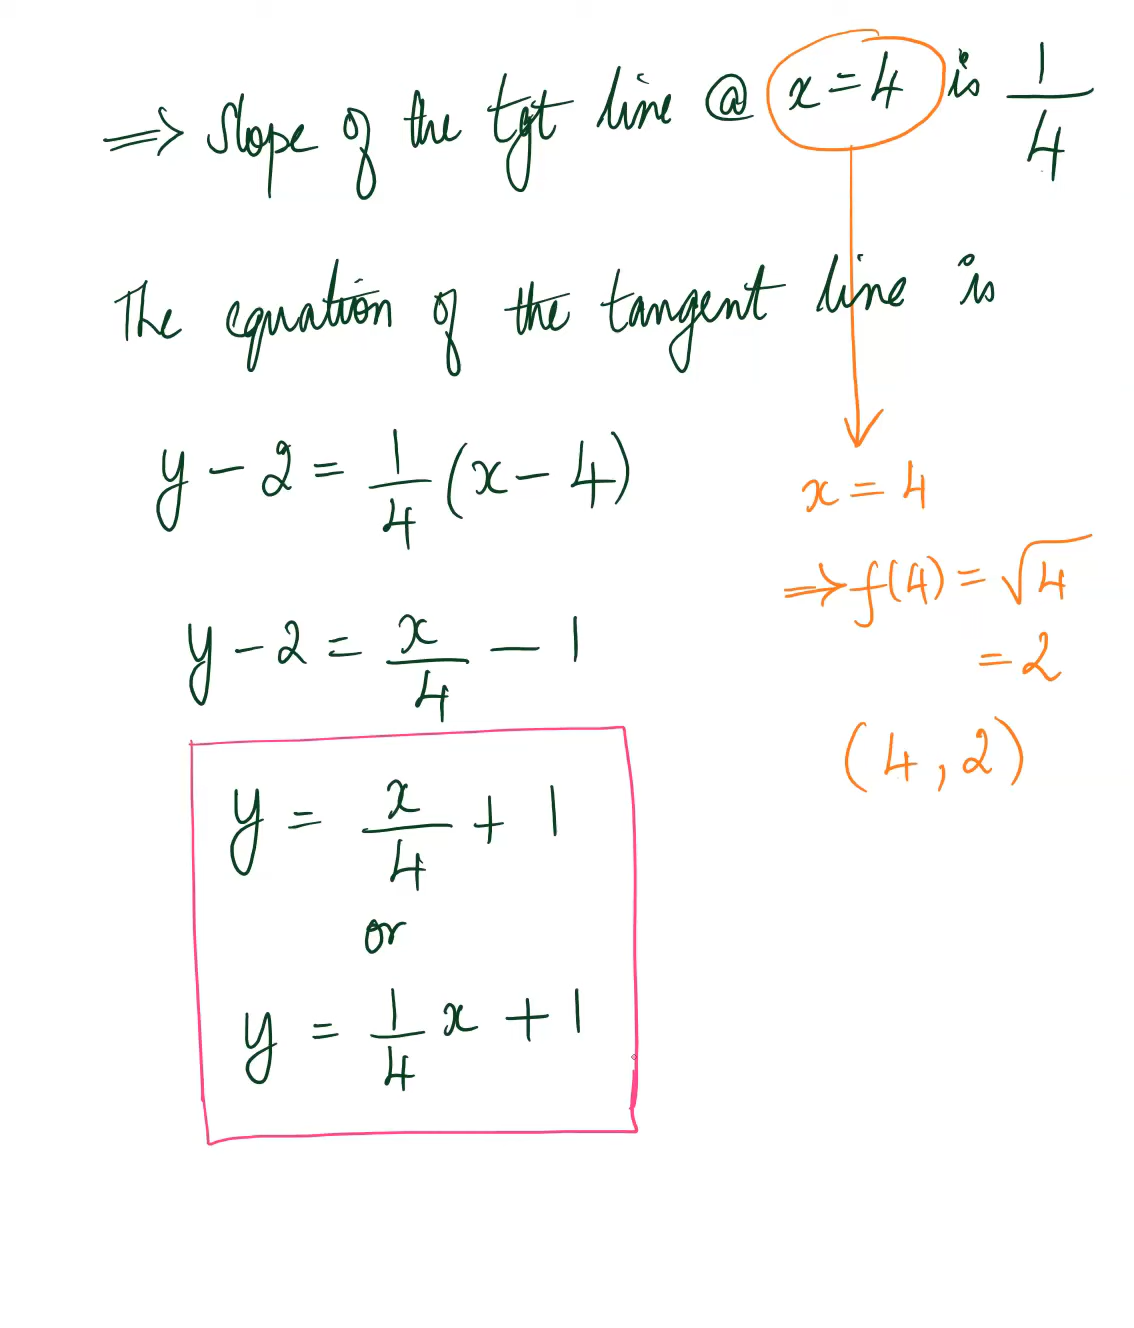 ⟹ slope of the tgt line @ x = 4 is 1/4
The equation of the tangent line is
y - 2 = 1/4 (x - 4)
x = 4
⟹ f(4) = √4
= 2
(4, 2)
y - 2 = x/4 - 1
y = x/4 + 1
or
y = 1/4 x + 1